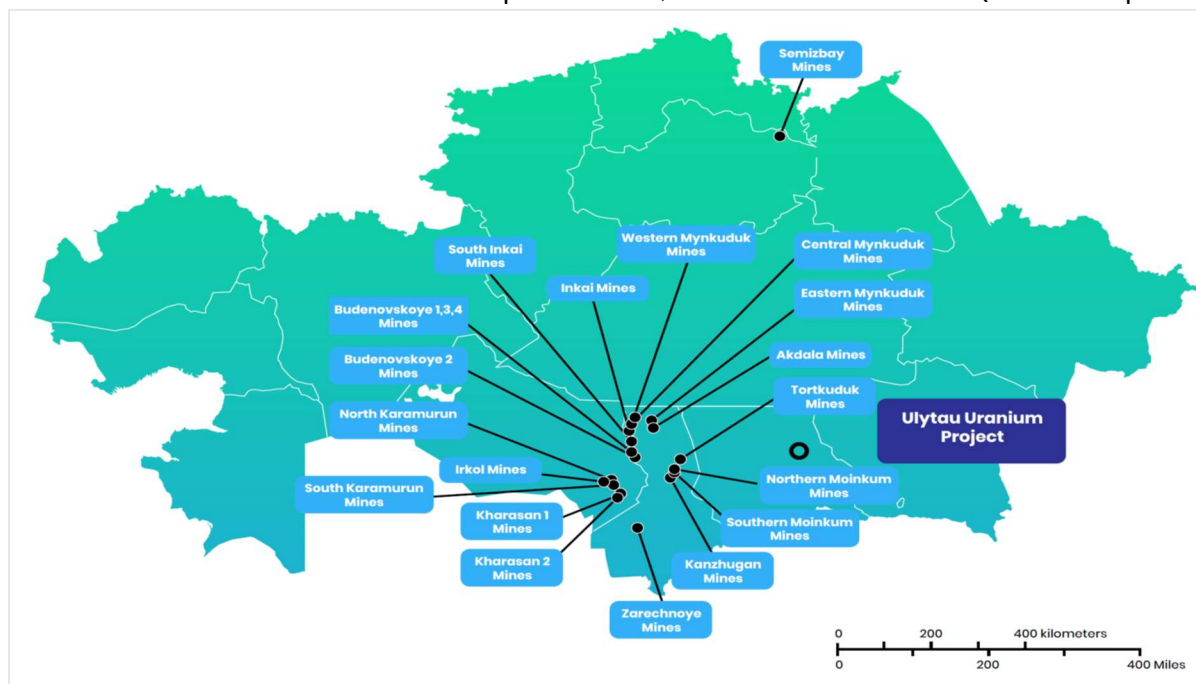 Semizbay
Mines
Western Mynkuduk
Mines
Central Mynkuduk
Mines
South Inkai
Mines
Inkai Mines
Eastern Mynkuduk
Mines
Budenovskoye 1,3,4
Mines
Akdala Mines
Budenovskoye 2
Mines
Tortkuduk
Mines
North Karamurun
Mines
Ulytau Uranium
Project
Irkol Mines
Northern Moinkum
Mines
South Karamurun
Mines
Kharasan 1
Mines
Southern Moinkum
Mines
Kharasan 2
Mines
Kanzhugan
Mines
Zarechnoye
Mines
0 200 400 kilometers
0 200 400 Miles